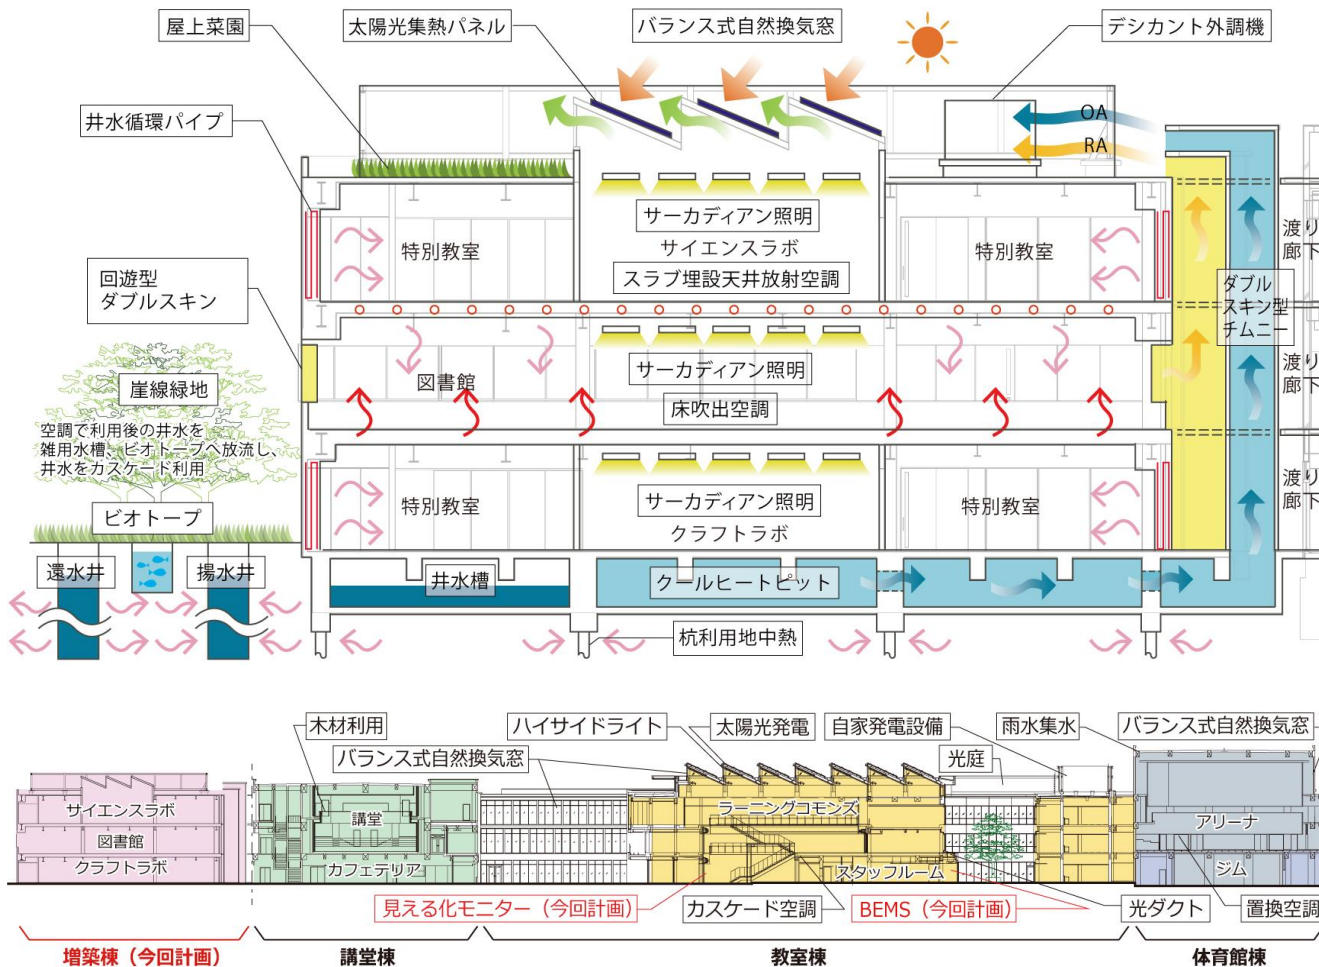 屋上菜園
太陽光集熱パネル
バランス式自然換気窓
デシカント外調機
井水循環パイプ
OA
RA
サーカディアン照明
サイエンスラボ
スラブ埋設天井放射空調
特別教室
特別教室
渡り
廊下
回遊型
ダブルスキン
ダブル
スキン型
チムニー
図書館
サーカディアン照明
床吹出空調
渡り
廊下
崖線緑地
空調で利用後の井水を
雑用水槽、ビオトープへ放流し、
井水をカスケード利用
特別教室
サーカディアン照明
クラフトラボ
特別教室
渡り
廊下
ビオトープ
還水井
揚水井
井水槽
クールヒートピット
杭利用地中熱
木材利用
ハイサイドライト
太陽光発電
自家発電設備
雨水集水
バランス式自然換気窓
バランス式自然換気窓
光庭
サイエンスラボ
図書館
クラフトラボ
講堂
カフェテリア
ラーニングコモンズ
スタッフルーム
アリーナ
ジム
見える化モニター（今回計画）
カスケード空調
BEMS（今回計画）
光ダクト
置換空調
増築棟（今回計画）
講堂棟
教室棟
体育館棟